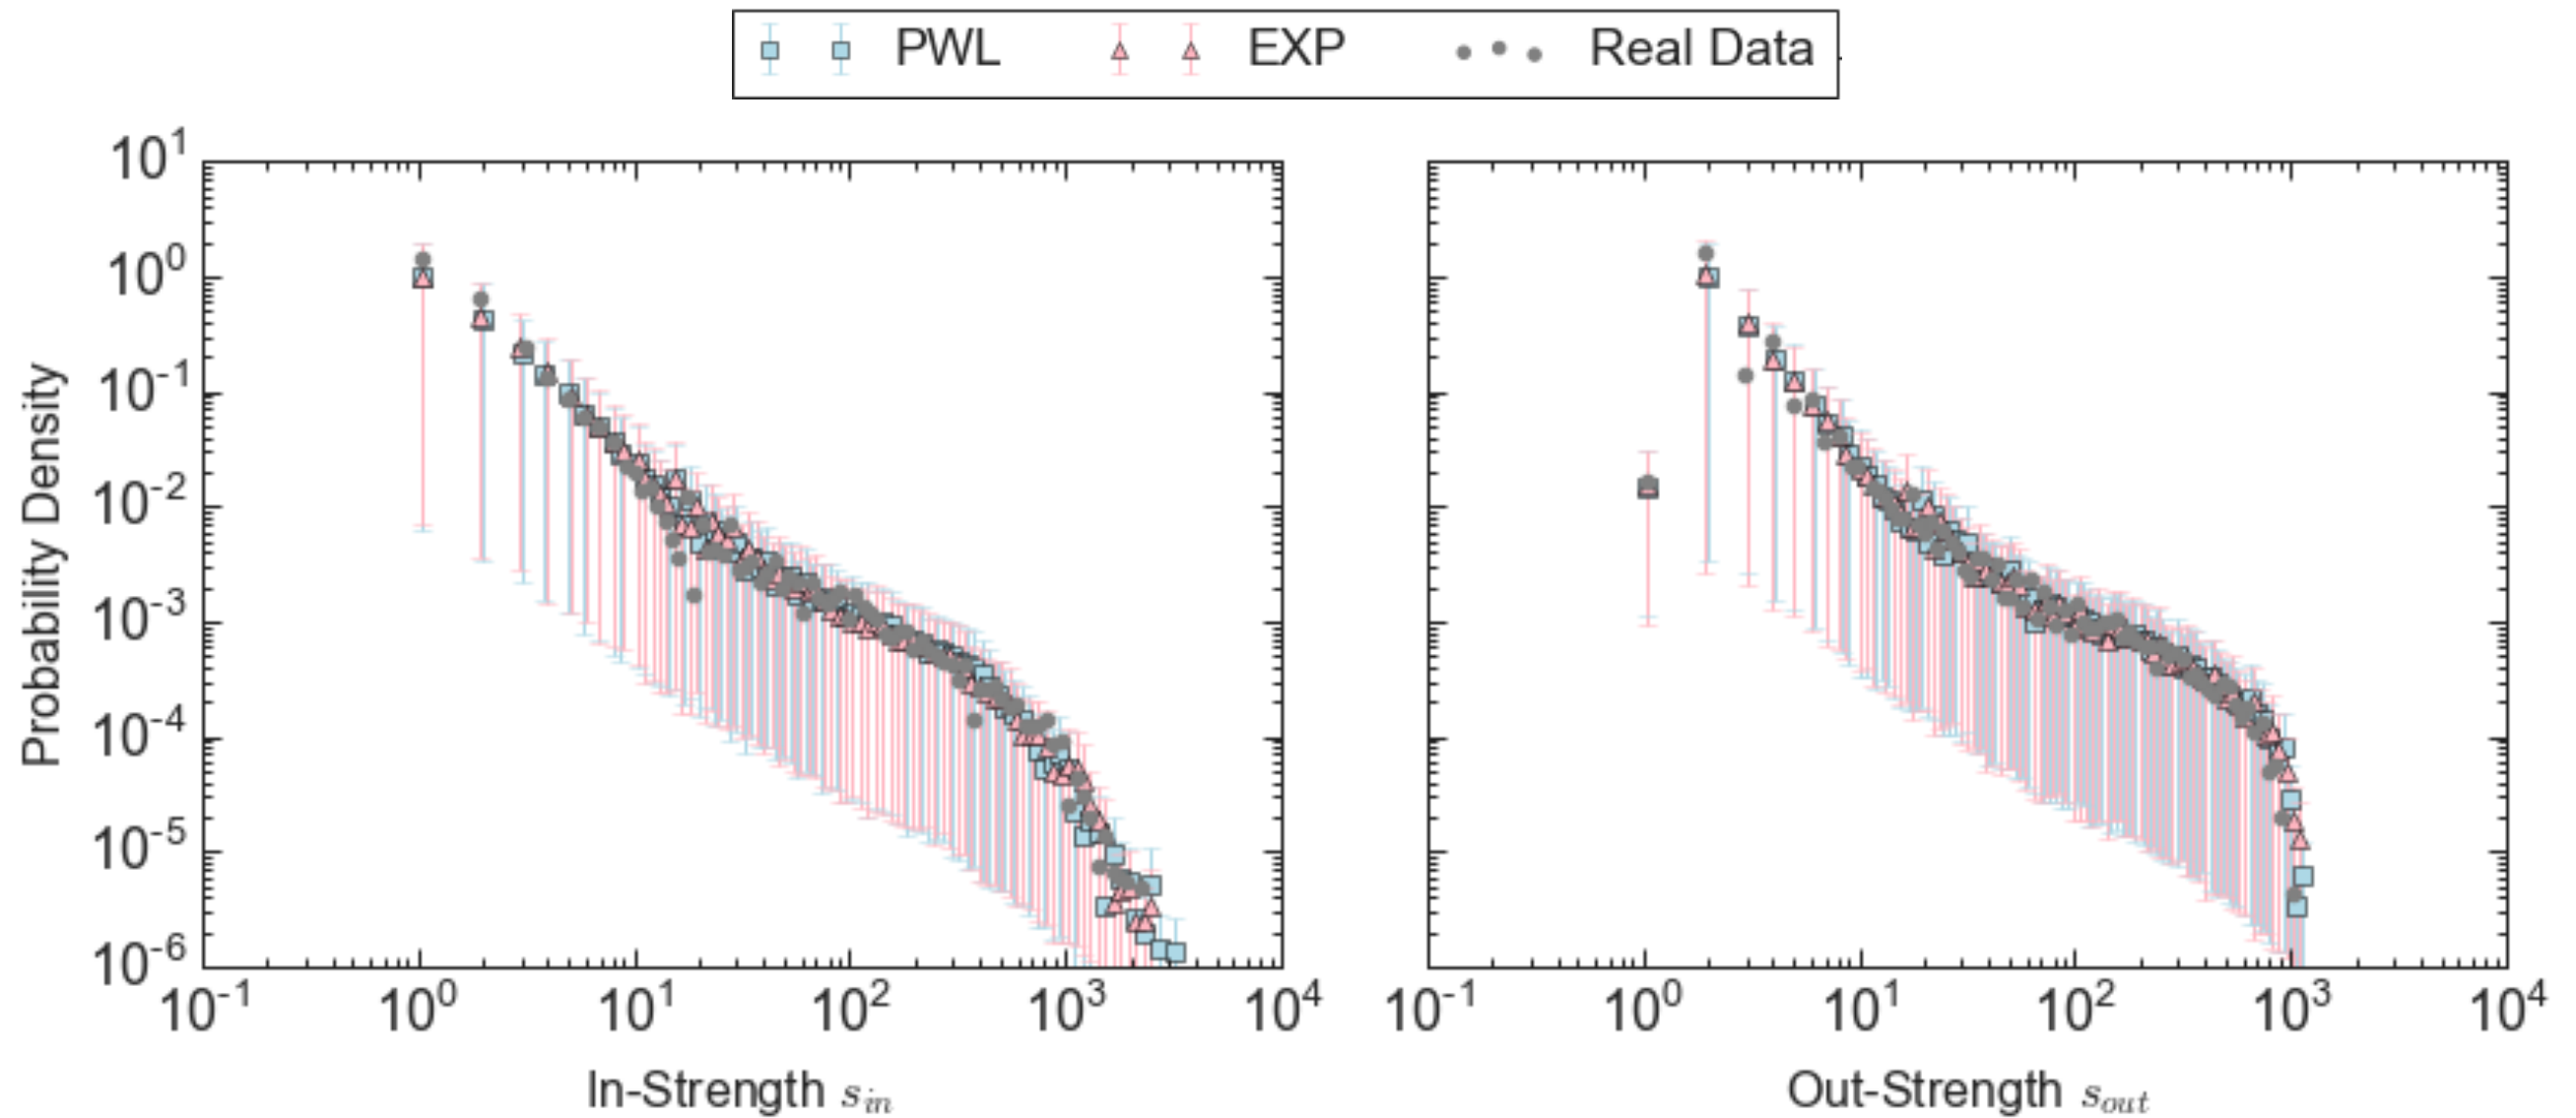 PWL EXP Real Data
10^1
10^0
10^-1
10^-2
10^-3
10^-4
10^-5
10^-6
Probability Density
10^-1 10^0 10^1 10^2 10^3 10^4
10^-1 10^0 10^1 10^2 10^3 10^4
In-Strength s_in
Out-Strength s_out